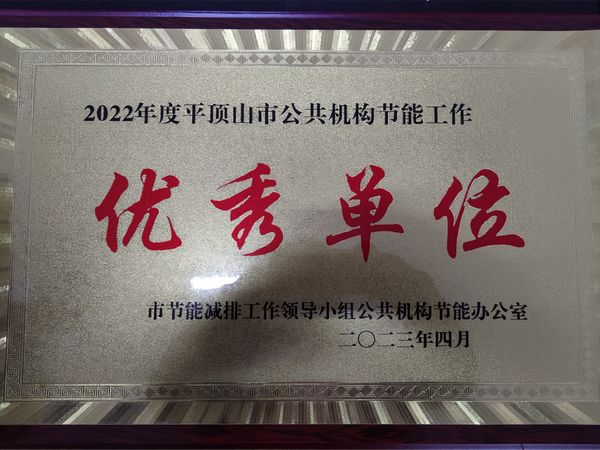 2022年度平顶山市公共机构节能工作
优秀单位
市节能减排工作领导小组公共机构节能办公室
二〇二三年四月